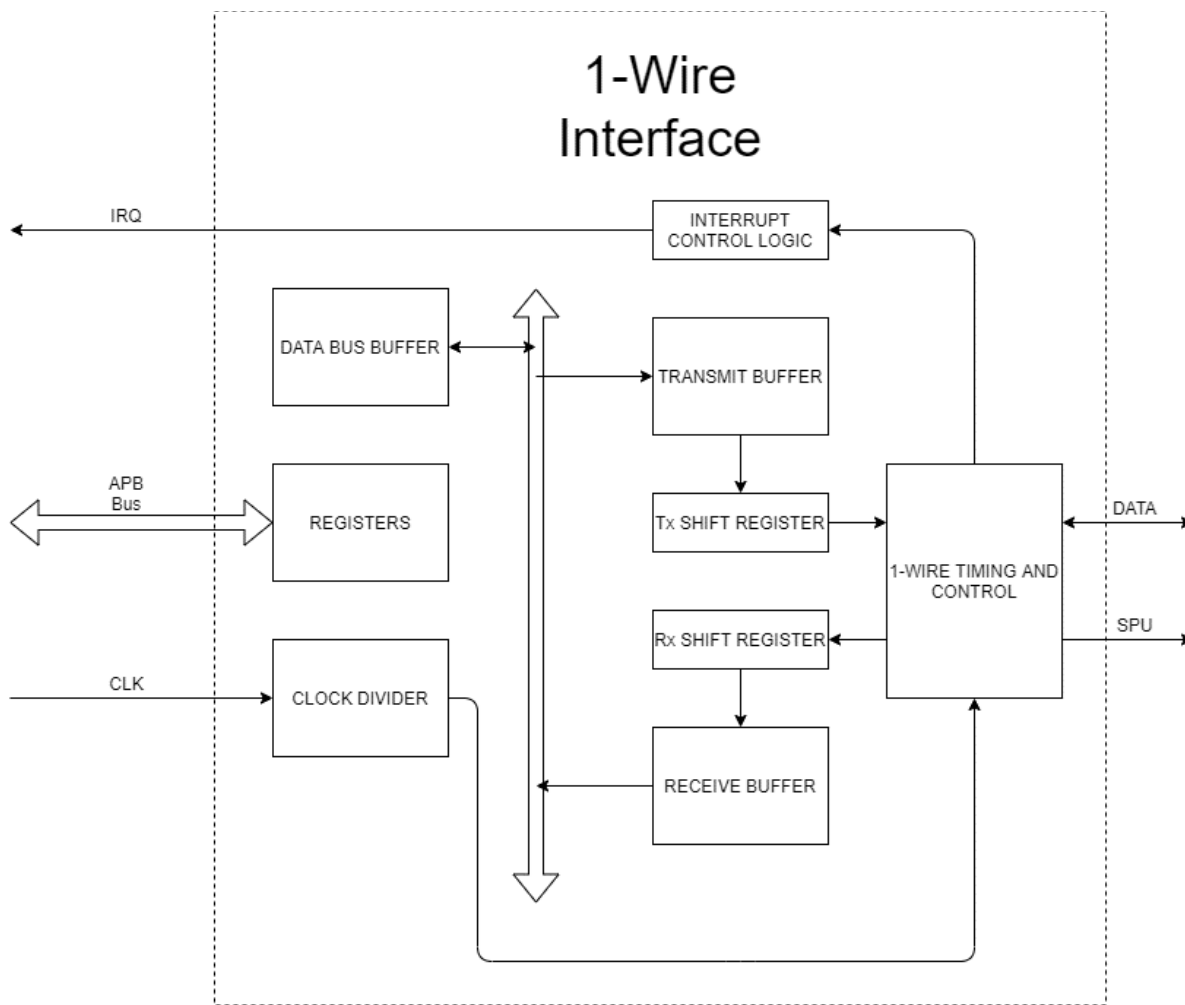 1-Wire
Interface
IRQ
INTERRUPT
CONTROL LOGIC
DATA BUS BUFFER
TRANSMIT BUFFER
APB
Bus
REGISTERS
Tx SHIFT REGISTER
DATA
1-WIRE TIMING AND
CONTROL
Rx SHIFT REGISTER
SPU
CLK
CLOCK DIVIDER
RECEIVE BUFFER